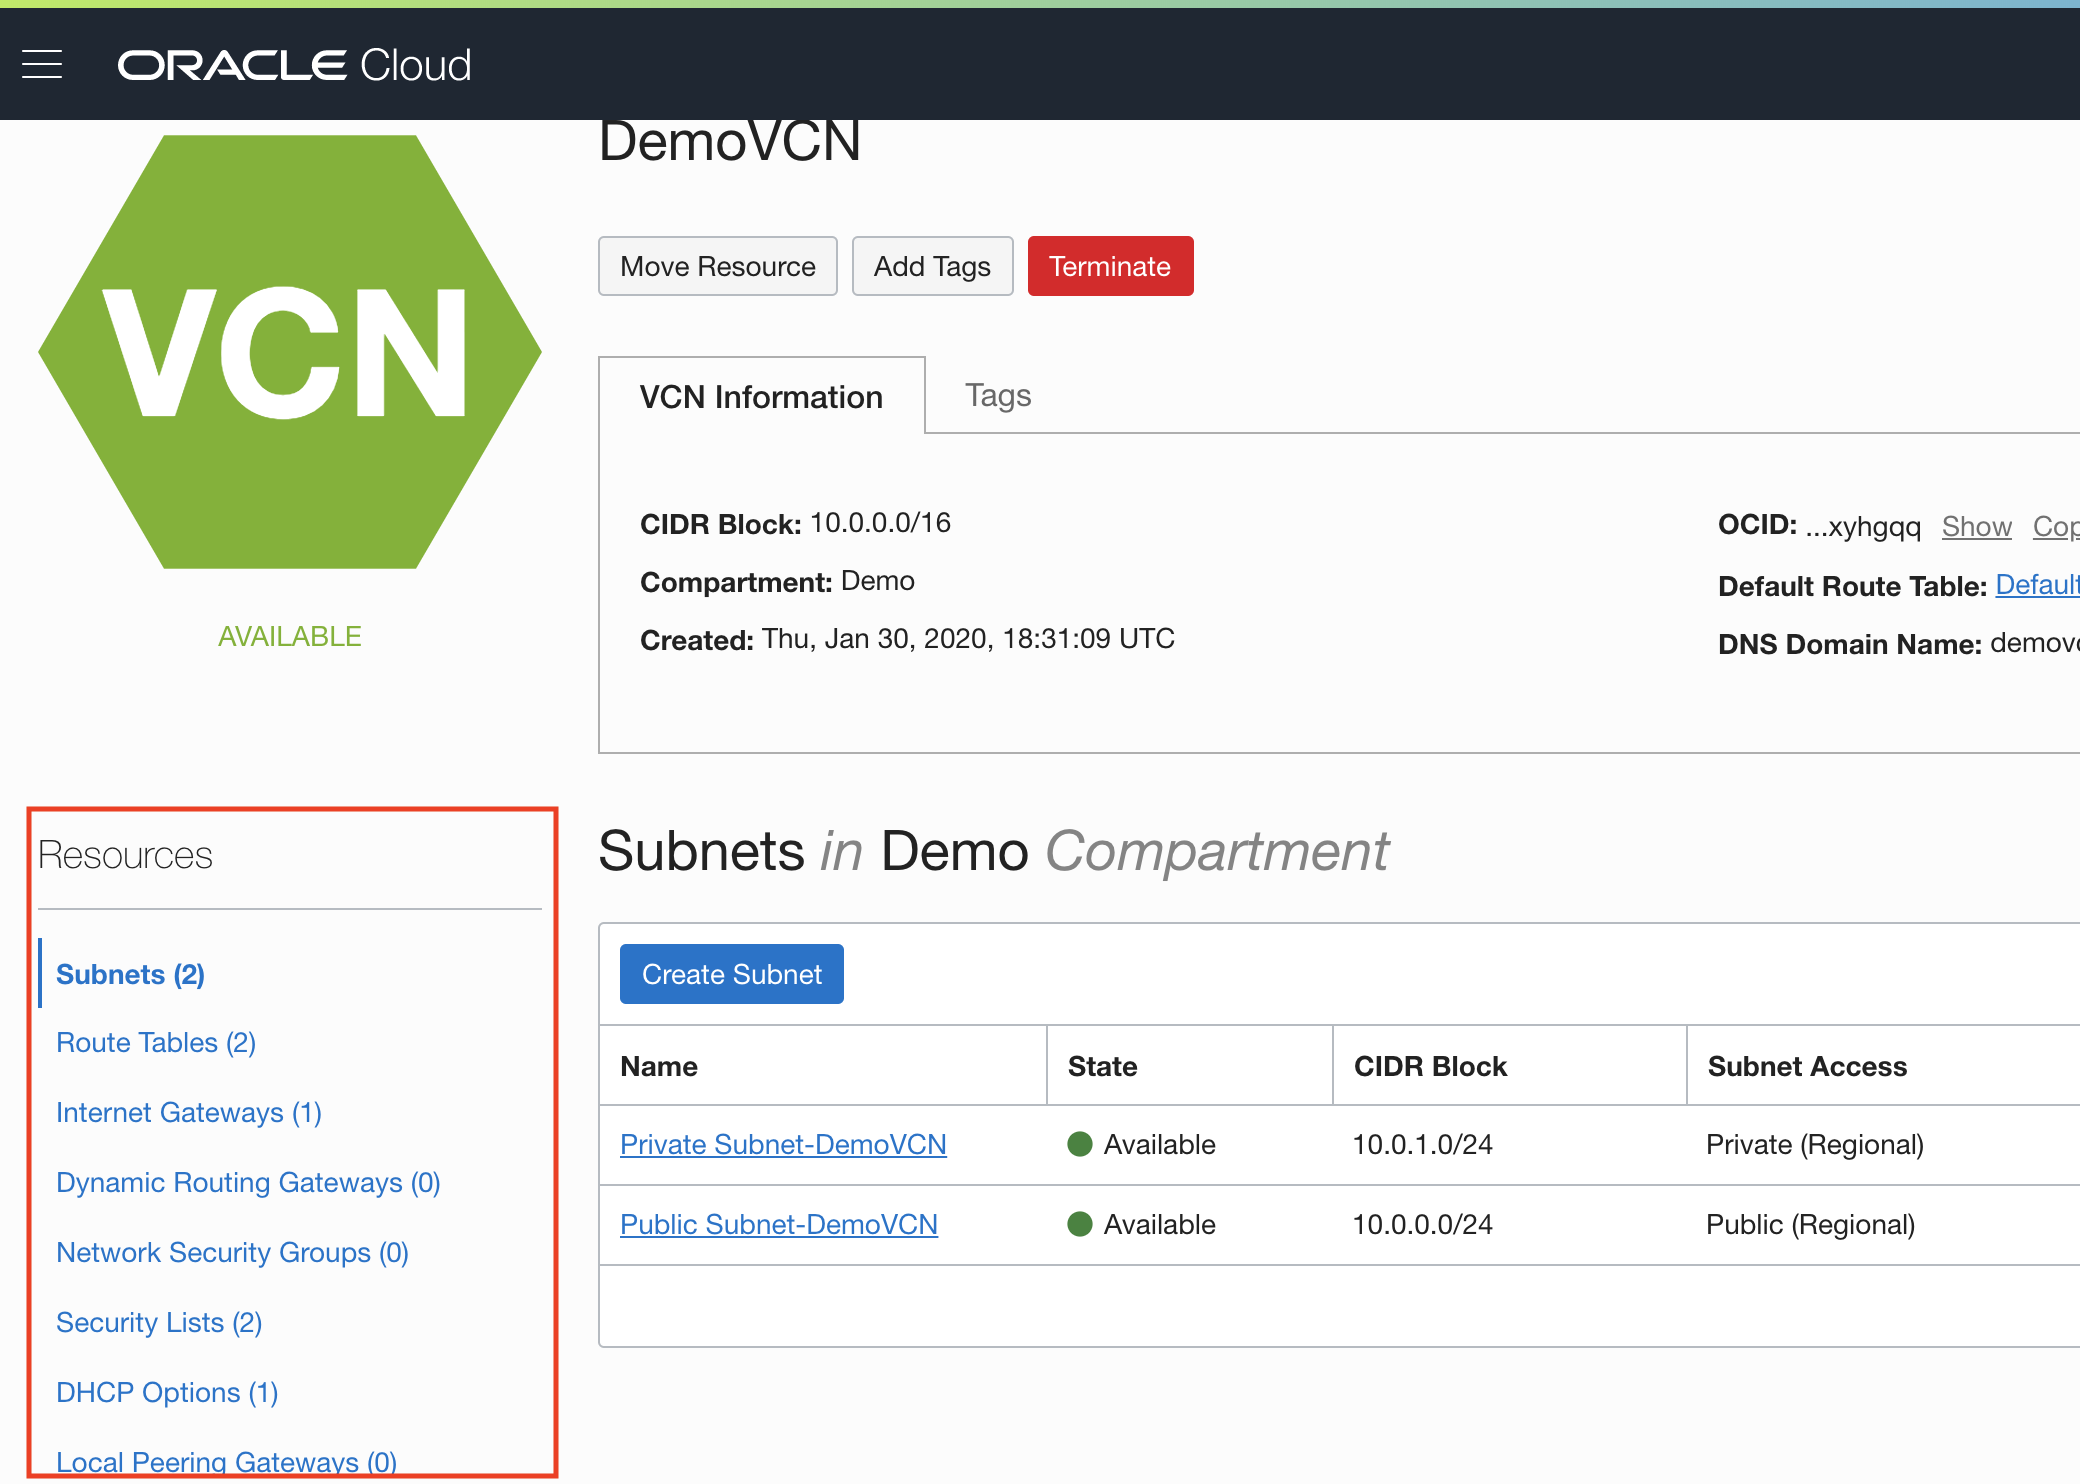 ORACLE Cloud
DemoVCN
Move Resource Add Tags Terminate
VCN
AVAILABLE
VCN Information Tags
CIDR Block: 10.0.0.0/16
Compartment: Demo
Created: Thu, Jan 30, 2020, 18:31:09 UTC
OCID: ...xyhgqq Show Cop
Default Route Table: Default
DNS Domain Name: demovc
Resources
Subnets (2)
Route Tables (2)
Internet Gateways (1)
Dynamic Routing Gateways (0)
Network Security Groups (0)
Security Lists (2)
DHCP Options (1)
Local Peering Gateways (0)
Subnets in Demo Compartment
Create Subnet
Name State CIDR Block Subnet Access
Private Subnet-DemoVCN Available 10.0.1.0/24 Private (Regional)
Public Subnet-DemoVCN Available 10.0.0.0/24 Public (Regional)